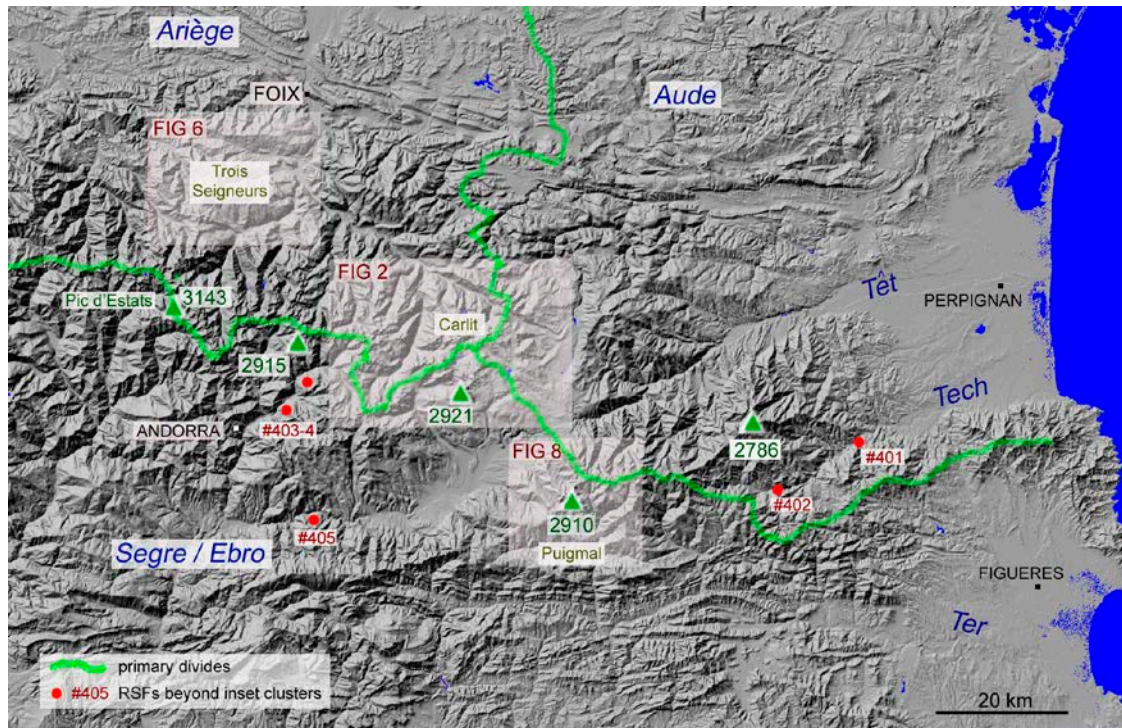 Ariège
FOIX
Aude
FIG 6
Trois
Seigneurs
FIG 2
Têt
Pic d'Estats
3143
PERPIGNAN
Carlit
2915
2921
Tech
ANDORRA
#403-4
FIG 8
2786
#401
#402
2910
#405
Segre / Ebro
Puigmal
FIGUERES
Ter
primary divides
#405 RSFs beyond inset clusters
20 km